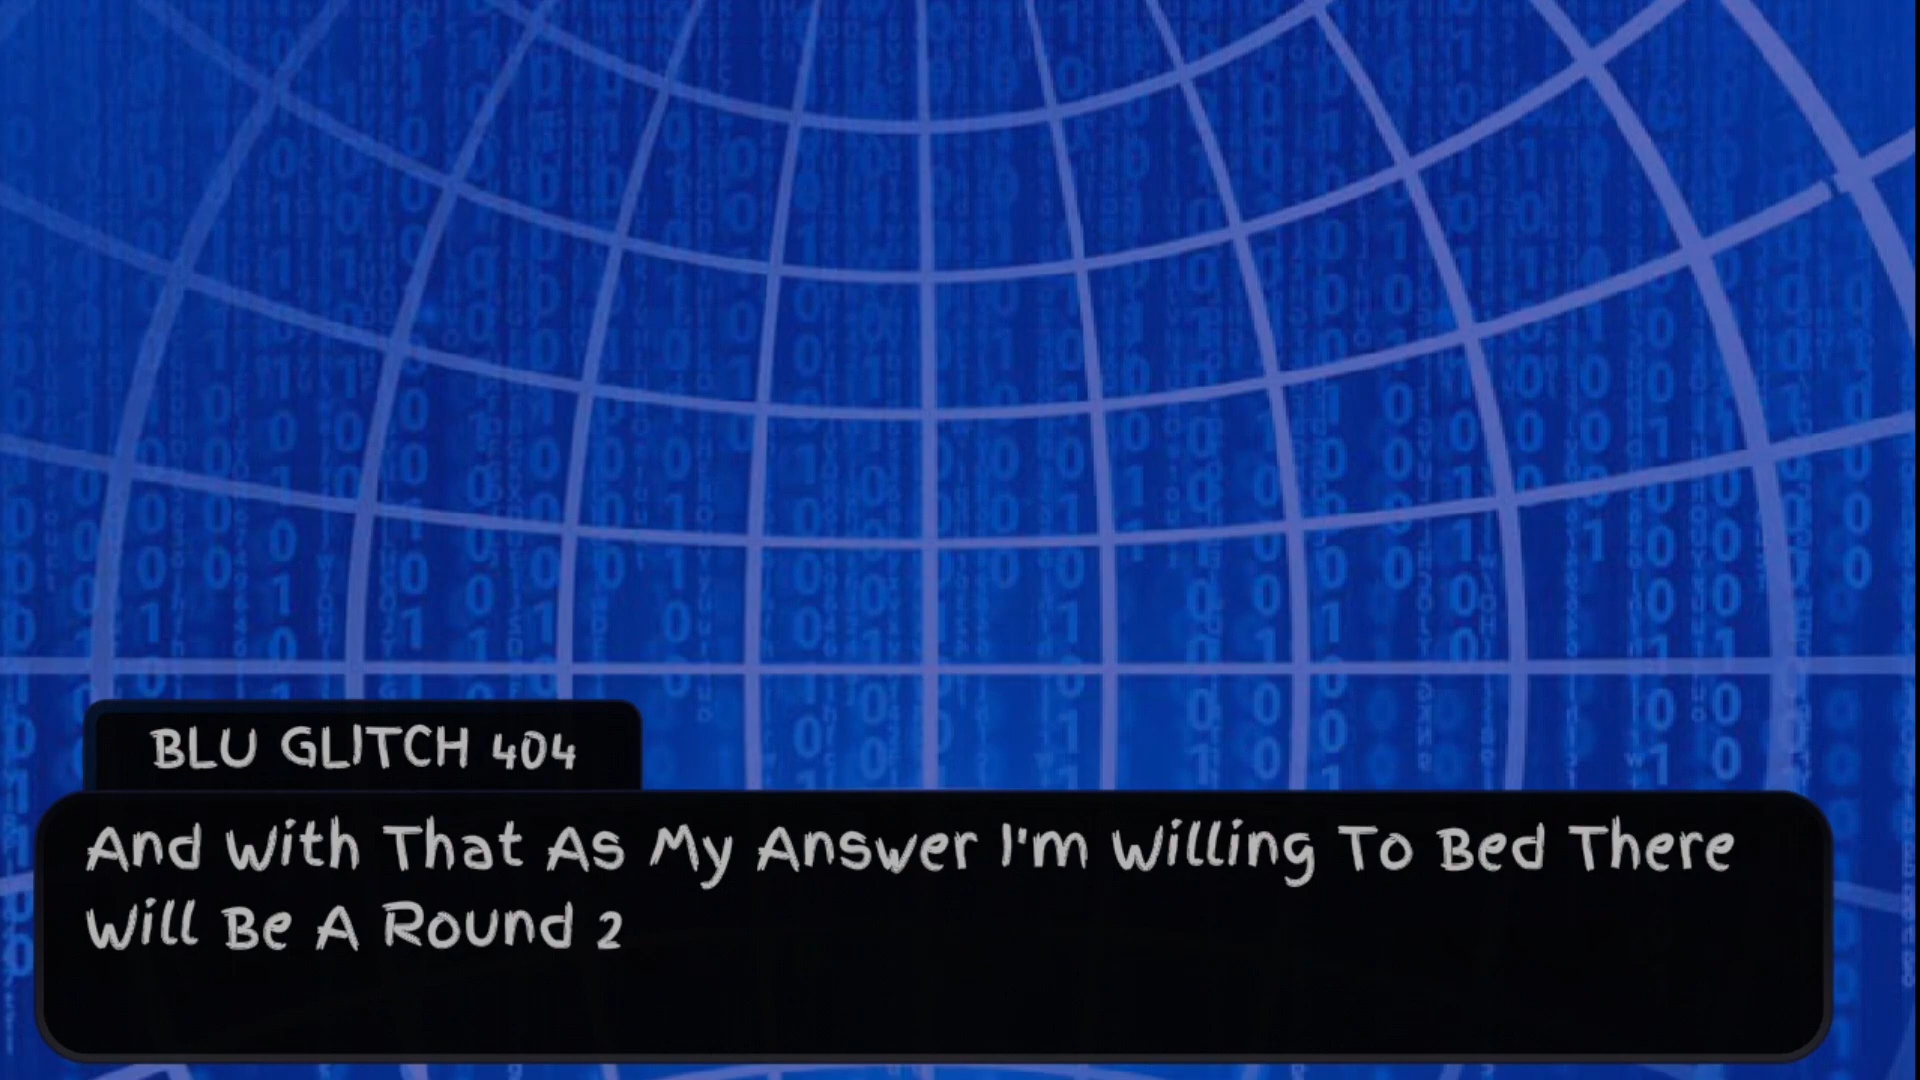 BLU GLITCH 404
And With That As My Answer I'm Willing To Bed There
Will Be A Round 2